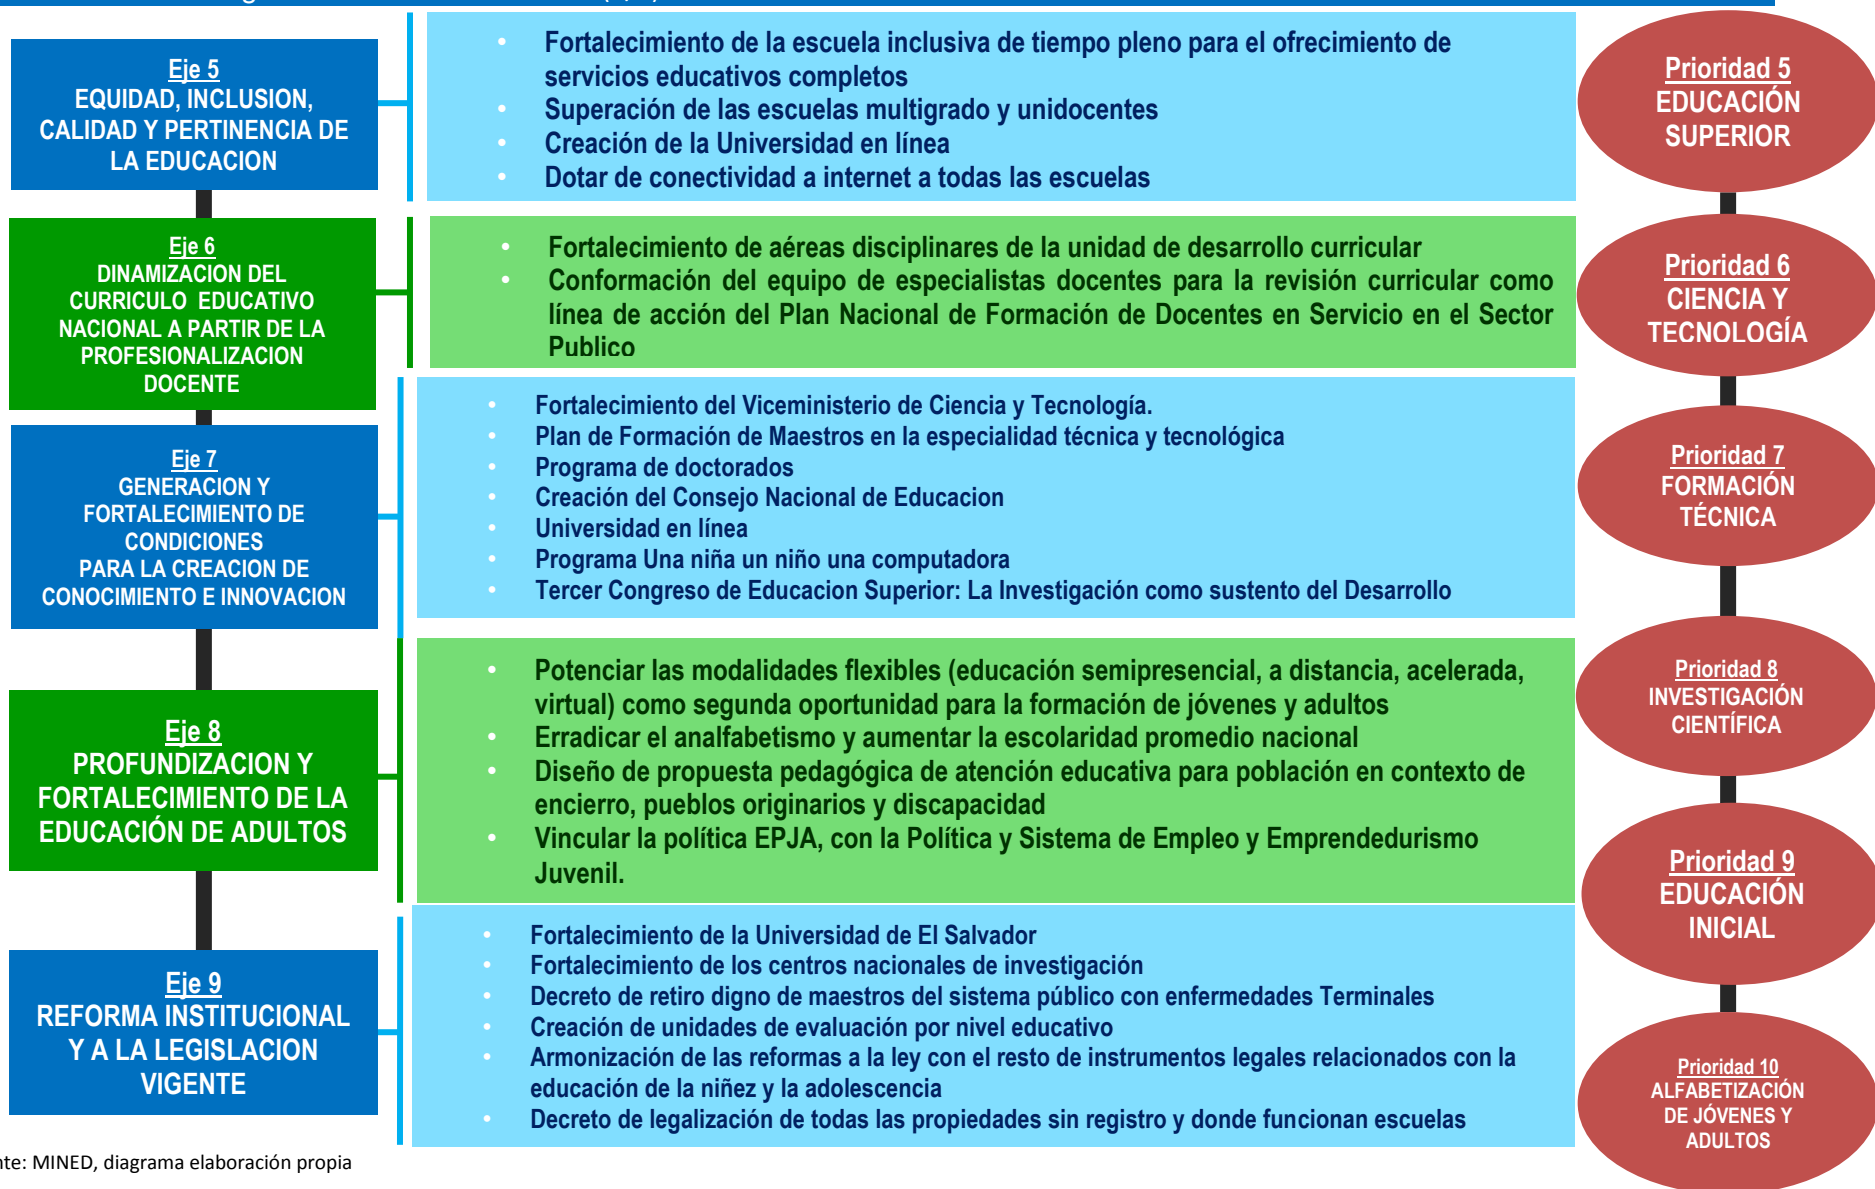 Eje 5
EQUIDAD, INCLUSION,
CALIDAD Y PERTINENCIA DE
LA EDUCACION
• Fortalecimiento de la escuela inclusiva de tiempo pleno para el ofrecimiento de
servicios educativos completos
• Superación de las escuelas multigrado y unidocentes
• Creación de la Universidad en línea
• Dotar de conectividad a internet a todas las escuelas
Prioridad 5
EDUCACIÓN
SUPERIOR
Eje 6
DINAMIZACION DEL
CURRICULO EDUCATIVO
NACIONAL A PARTIR DE LA
PROFESIONALIZACION
DOCENTE
• Fortalecimiento de aéreas disciplinares de la unidad de desarrollo curricular
• Conformación del equipo de especialistas docentes para la revisión curricular como
línea de acción del Plan Nacional de Formación de Docentes en Servicio en el Sector
Publico
Prioridad 6
CIENCIA Y
TECNOLOGÍA
Eje 7
GENERACION Y
FORTALECIMIENTO DE
CONDICIONES
PARA LA CREACION DE
CONOCIMIENTO E INNOVACION
• Fortalecimiento del Viceministerio de Ciencia y Tecnología.
• Plan de Formación de Maestros en la especialidad técnica y tecnológica
• Programa de doctorados
• Creación del Consejo Nacional de Educacion
• Universidad en línea
• Programa Una niña un niño una computadora
• Tercer Congreso de Educacion Superior: La Investigación como sustento del Desarrollo
Prioridad 7
FORMACIÓN
TÉCNICA
Eje 8
PROFUNDIZACION Y
FORTALECIMIENTO DE LA
EDUCACIÓN DE ADULTOS
• Potenciar las modalidades flexibles (educación semipresencial, a distancia, acelerada,
virtual) como segunda oportunidad para la formación de jóvenes y adultos
• Erradicar el analfabetismo y aumentar la escolaridad promedio nacional
• Diseño de propuesta pedagógica de atención educativa para población en contexto de
encierro, pueblos originarios y discapacidad
• Vincular la política EPJA, con la Política y Sistema de Empleo y Emprendedurismo
Juvenil.
Prioridad 8
INVESTIGACIÓN
CIENTÍFICA
Prioridad 9
EDUCACIÓN
INICIAL
Eje 9
REFORMA INSTITUCIONAL
Y A LA LEGISLACION
VIGENTE
• Fortalecimiento de la Universidad de El Salvador
• Fortalecimiento de los centros nacionales de investigación
• Decreto de retiro digno de maestros del sistema público con enfermedades Terminales
• Creación de unidades de evaluación por nivel educativo
• Armonización de las reformas a la ley con el resto de instrumentos legales relacionados con la
educación de la niñez y la adolescencia
• Decreto de legalización de todas las propiedades sin registro y donde funcionan escuelas
Prioridad 10
ALFABETIZACIÓN
DE JÓVENES Y
ADULTOS
nte: MINED, diagrama elaboración propia